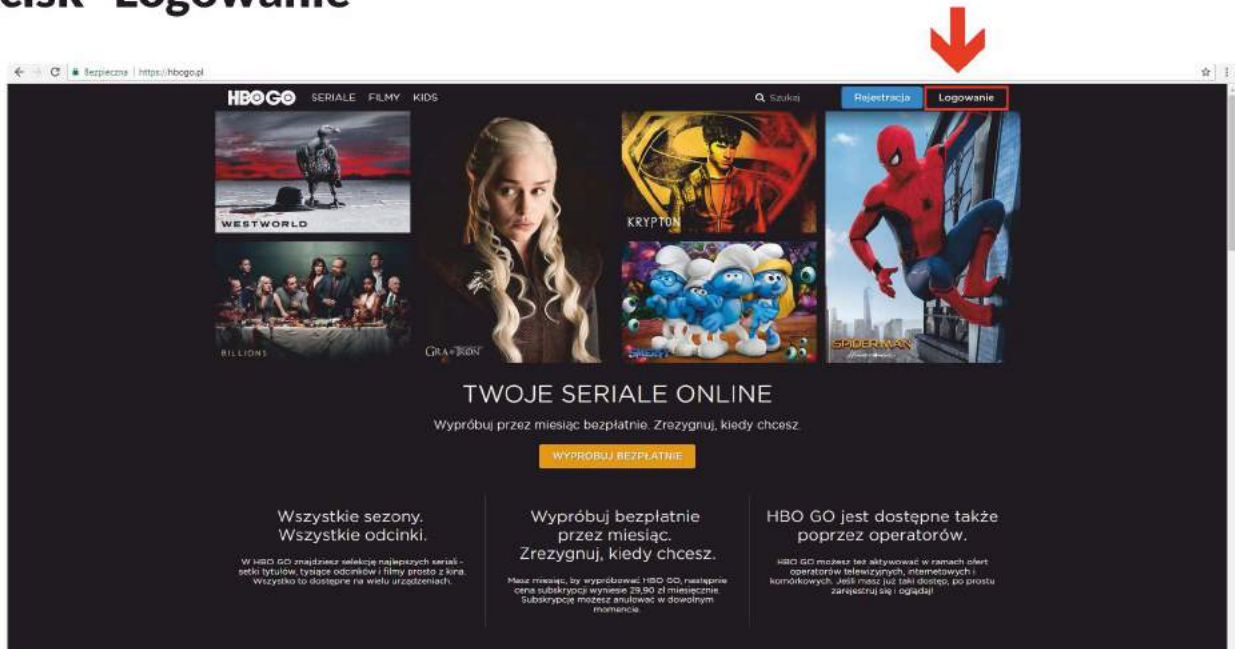 Logowanie
Bezpieczna | https://hbogo.pl
HBO GO SERIALE FILMY KIDS Szukaj Rejestracja Logowanie
WESTWORLD
BILLIONS
GRA O TRON
KRYPTON
SMERFY
SPIDER-MAN
TWOJE SERIALE ONLINE
Wypróbuj przez miesiąc bezpłatnie. Zrezygnuj, kiedy chcesz.
WYPRÓBUJ BEZPŁATNIE
Wszystkie sezony.
Wszystkie odcinki.
W HBO GO znajdziesz selekcję najlepszych seriali -
setki tytułów, tysiące odcinków i filmy prosto z kina.
Wszystko to dostępne na wielu urządzeniach.
Wypróbuj bezpłatnie
przez miesiąc.
Zrezygnuj, kiedy chcesz.
Masz miesiąc, by wypróbować HBO GO, następnie
cena subskrypcji wyniesie 29,90 zł miesięcznie.
Subskrypcję możesz anulować w dowolnym
momencie.
HBO GO jest dostępne także
poprzez operatorów.
HBO GO możesz też aktywować w ramach ofert
operatorów telewizyjnych, internetowych i
komórkowych. Jeśli masz już taki dostęp, po prostu
zarejestruj się i oglądaj!